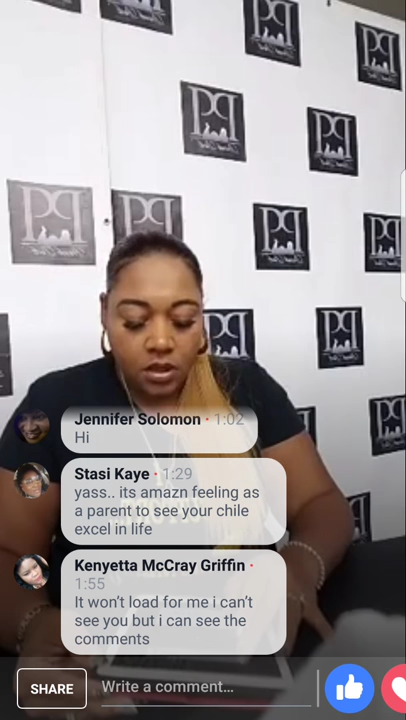 Jennifer Solomon · 1:02
Hi
Stasi Kaye · 1:29
yass.. its amazn feeling as
a parent to see your chile
excel in life
Kenyetta McCray Griffin ·
1:55
It won't load for me i can't
see you but i can see the
comments
SHARE
Write a comment...